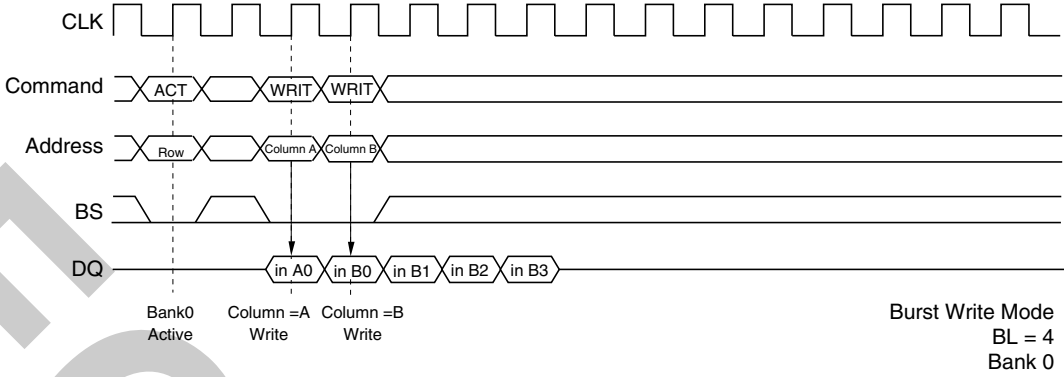 CLK
Command ACT WRIT WRIT
Address Row Column A Column B
BS
DQ in A0 in B0 in B1 in B2 in B3
Bank0 Column =A Column =B
Active Write Write
Burst Write Mode
BL = 4
Bank 0